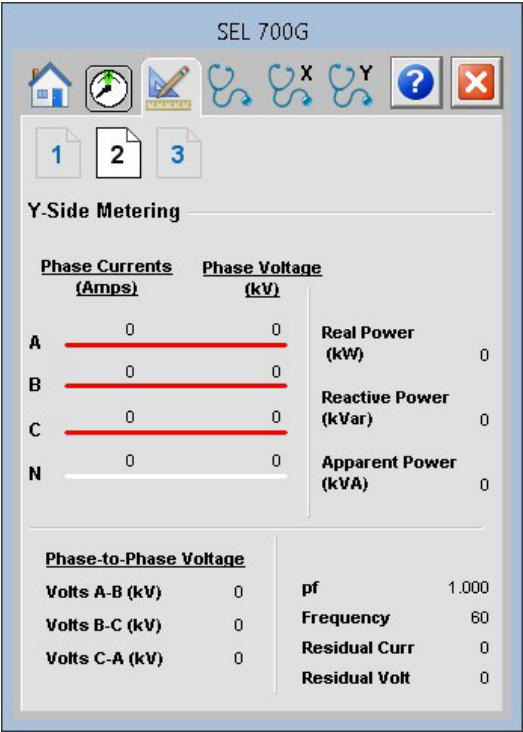 SEL 700G
X Y ?
1 2 3
Y-Side Metering
Phase Currents Phase Voltage
(Amps) (kV)
A 0 0
B 0 0
C 0 0
N 0 0
Real Power
(kW) 0
Reactive Power
(kVar) 0
Apparent Power
(kVA) 0
Phase-to-Phase Voltage
Volts A-B (kV) 0
Volts B-C (kV) 0
Volts C-A (kV) 0
pf 1.000
Frequency 60
Residual Curr 0
Residual Volt 0